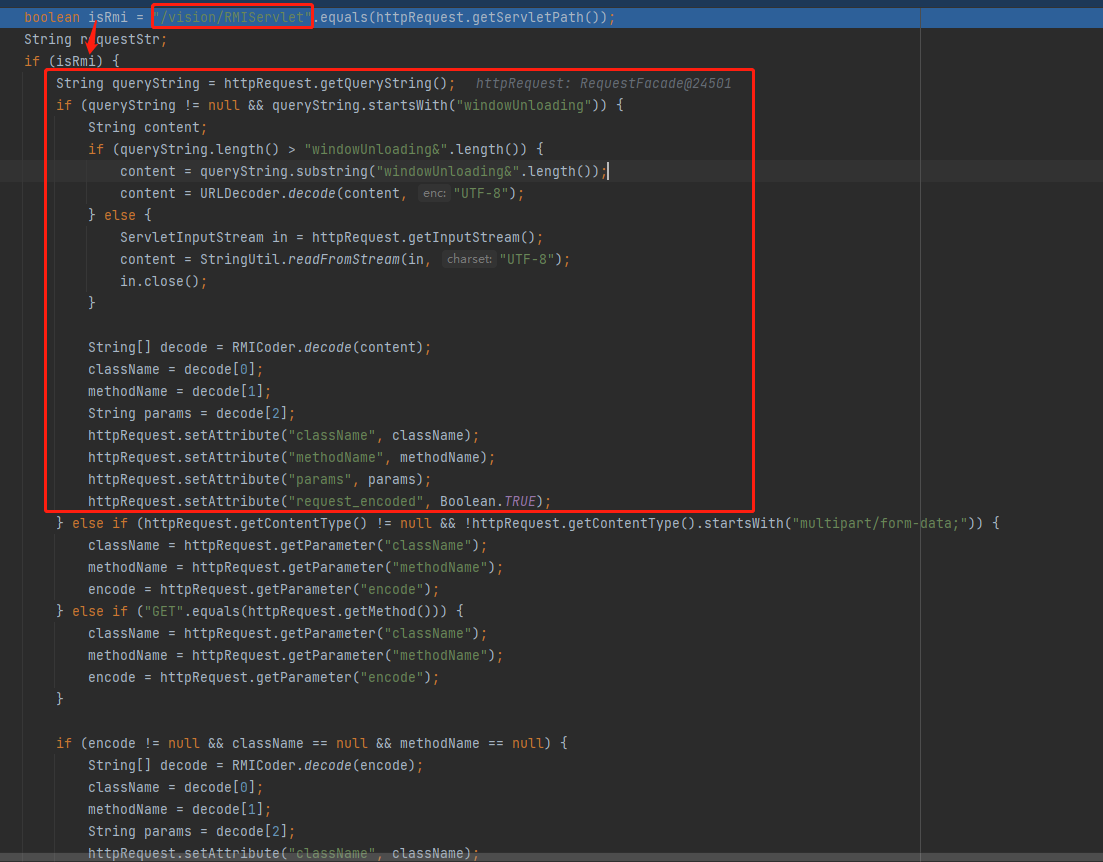 boolean isRmi = "/vision/RMIServlet".equals(httpRequest.getServletPath());
String requestStr;
if (isRmi) {
String queryString = httpRequest.getQueryString(); httpRequest: RequestFacade@24501
if (queryString != null && queryString.startsWith("windowUnloading")) {
String content;
if (queryString.length() > "windowUnloading&".length()) {
content = queryString.substring("windowUnloading&".length());
content = URLDecoder.decode(content, enc: "UTF-8");
} else {
ServletInputStream in = httpRequest.getInputStream();
content = StringUtil.readFromStream(in, charset: "UTF-8");
in.close();
}
String[] decode = RMICoder.decode(content);
className = decode[0];
methodName = decode[1];
String params = decode[2];
httpRequest.setAttribute("className", className);
httpRequest.setAttribute("methodName", methodName);
httpRequest.setAttribute("params", params);
httpRequest.setAttribute("request_encoded", Boolean.TRUE);
} else if (httpRequest.getContentType() != null && !httpRequest.getContentType().startsWith("multipart/form-data;")) {
className = httpRequest.getParameter("className");
methodName = httpRequest.getParameter("methodName");
encode = httpRequest.getParameter("encode");
} else if ("GET".equals(httpRequest.getMethod())) {
className = httpRequest.getParameter("className");
methodName = httpRequest.getParameter("methodName");
encode = httpRequest.getParameter("encode");
}
if (encode != null && className == null && methodName == null) {
String[] decode = RMICoder.decode(encode);
className = decode[0];
methodName = decode[1];
String params = decode[2];
httpRequest.setAttribute("className", className);